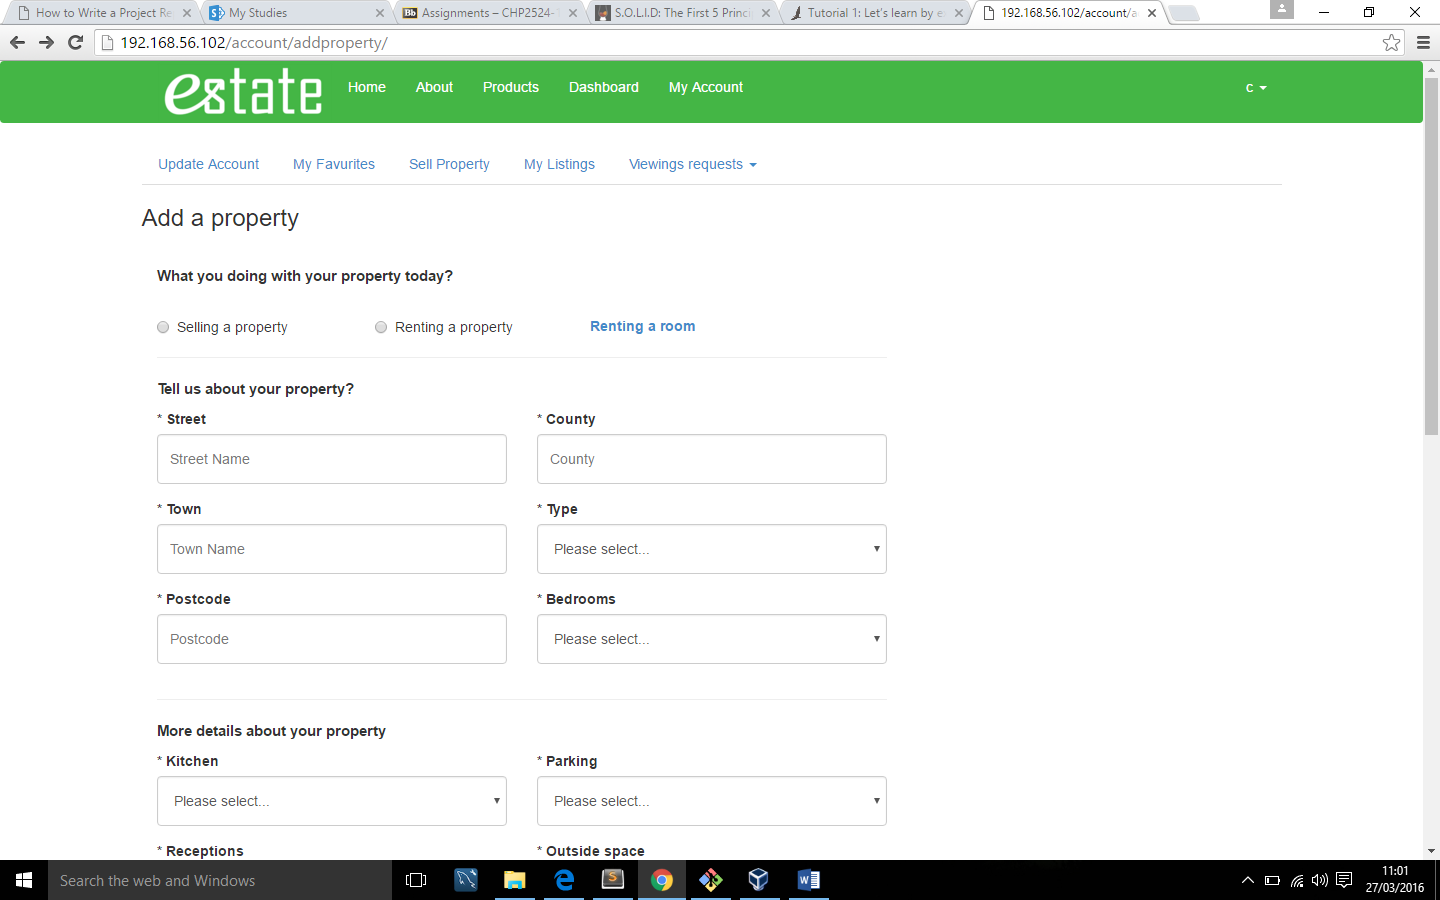 How to Write a Project Re
My Studies
Bb Assignments – CHP2524-1
S.O.L.I.D: The First 5 Princi
Tutorial 1: Let's learn by e
192.168.56.102/account/a
192.168.56.102/account/addproperty/
estate Home About Products Dashboard My Account c
Update Account My Favurites Sell Property My Listings Viewings requests
Add a property
What you doing with your property today?
Selling a property Renting a property Renting a room
Tell us about your property?
* Street * County
Street Name County
* Town * Type
Town Name Please select...
* Postcode * Bedrooms
Postcode Please select...
More details about your property
* Kitchen * Parking
Please select... Please select...
* Receptions * Outside space
Search the web and Windows
11:01
27/03/2016